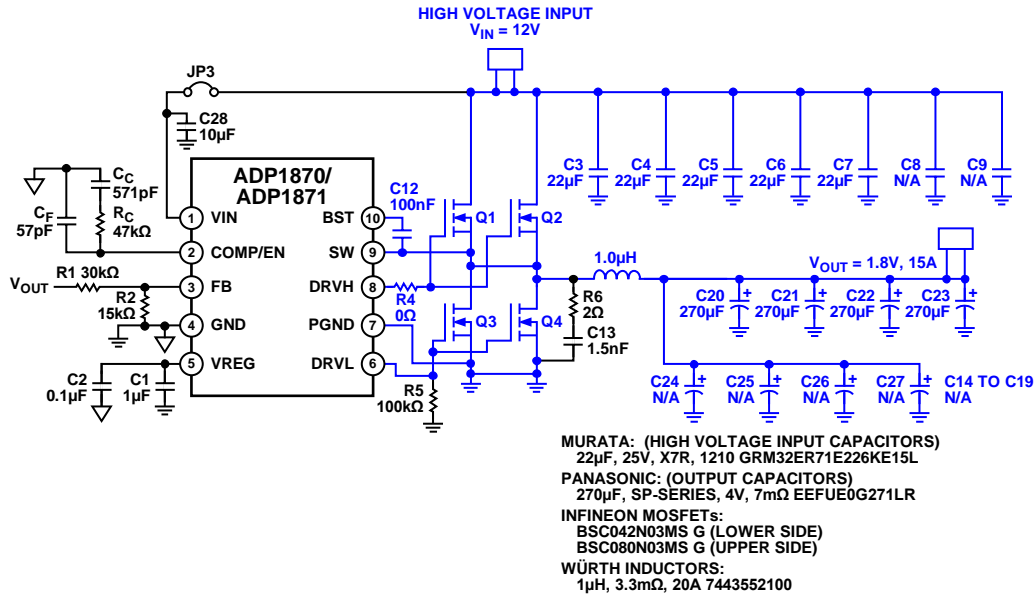 HIGH VOLTAGE INPUT
VIN = 12V
JP3
C28
10µF
CC
571pF
CF
57pF
RC
47kΩ
ADP1870/
ADP1871
C12
100nF
1 VIN
BST 10
2 COMP/EN
SW 9
3 FB
DRVH 8
4 GND
PGND 7
5 VREG
DRVL 6
VOUT
R1 30kΩ
R2
15kΩ
C2
0.1µF
C1
1µF
R4
0Ω
R5
100kΩ
Q1
Q2
Q3
Q4
C3
22µF
C4
22µF
C5
22µF
C6
22µF
C7
22µF
C8
N/A
C9
N/A
1.0µH
R6
2Ω
C13
1.5nF
VOUT = 1.8V, 15A
C20
270µF
C21
270µF
C22
270µF
C23
270µF
C24
N/A
C25
N/A
C26
N/A
C27
N/A
C14 TO C19
N/A
MURATA: (HIGH VOLTAGE INPUT CAPACITORS)
22µF, 25V, X7R, 1210 GRM32ER71E226KE15L
PANASONIC: (OUTPUT CAPACITORS)
270µF, SP-SERIES, 4V, 7mΩ EEFUE0G271LR
INFINEON MOSFETs:
BSC042N03MS G (LOWER SIDE)
BSC080N03MS G (UPPER SIDE)
WÜRTH INDUCTORS:
1µH, 3.3mΩ, 20A 7443552100